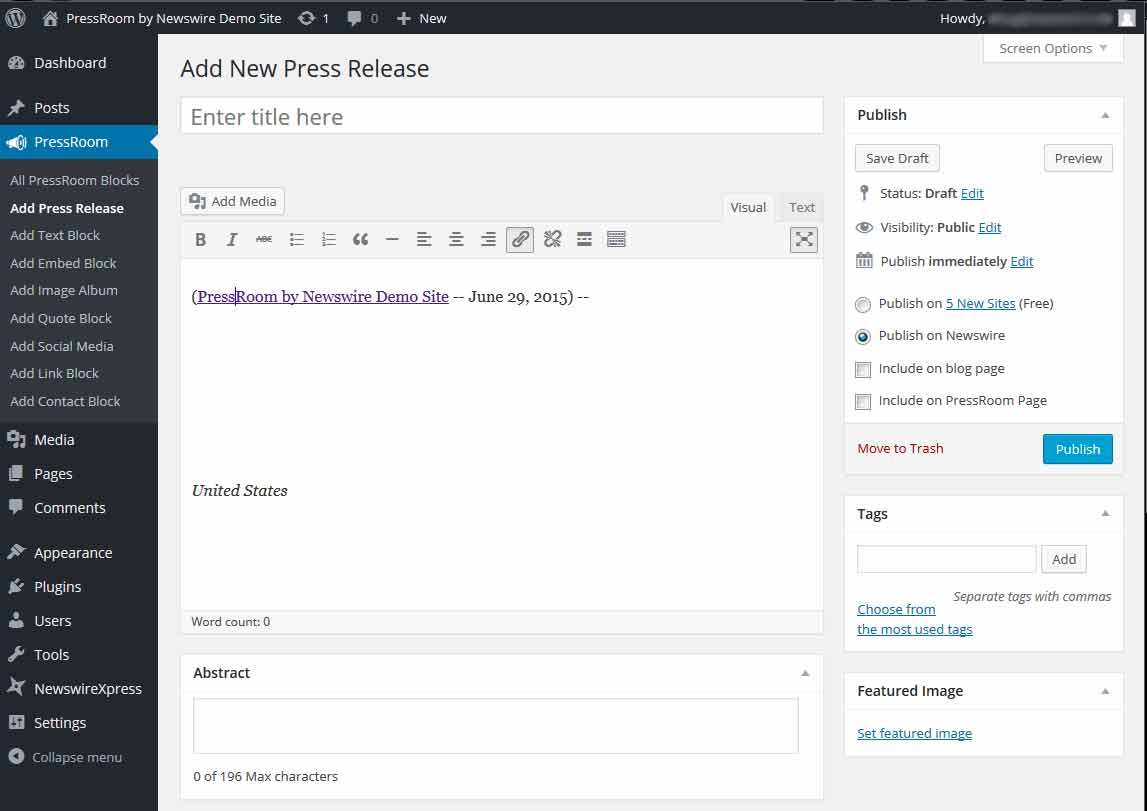 PressRoom by Newswire Demo Site 1 0 New Howdy,
Screen Options
Dashboard
Posts
PressRoom
All PressRoom Blocks
Add Press Release
Add Text Block
Add Embed Block
Add Image Album
Add Quote Block
Add Social Media
Add Link Block
Add Contact Block
Media
Pages
Comments
Appearance
Plugins
Users
Tools
NewswireXpress
Settings
Collapse menu
Add New Press Release
Enter title here
Add Media
Visual Text
B I ABC
(PressRoom by Newswire Demo Site -- June 29, 2015) --
United States
Word count: 0
Abstract
0 of 196 Max characters
Publish
Save Draft Preview
Status: Draft Edit
Visibility: Public Edit
Publish immediately Edit
Publish on 5 New Sites (Free)
Publish on Newswire
Include on blog page
Include on PressRoom Page
Move to Trash Publish
Tags
Add
Separate tags with commas
Choose from
the most used tags
Featured Image
Set featured image